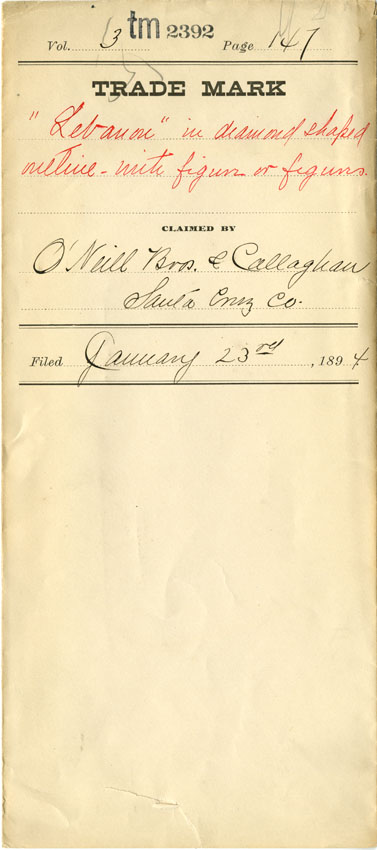 tm 2392
Vol. 3 Page 147
TRADE MARK
"Lebanon" in diamond shaped
outline - with figure or figures.
CLAIMED BY
O'Neill Bros. & Callaghan
Santa Cruz Co.
Filed January 23rd, 1894